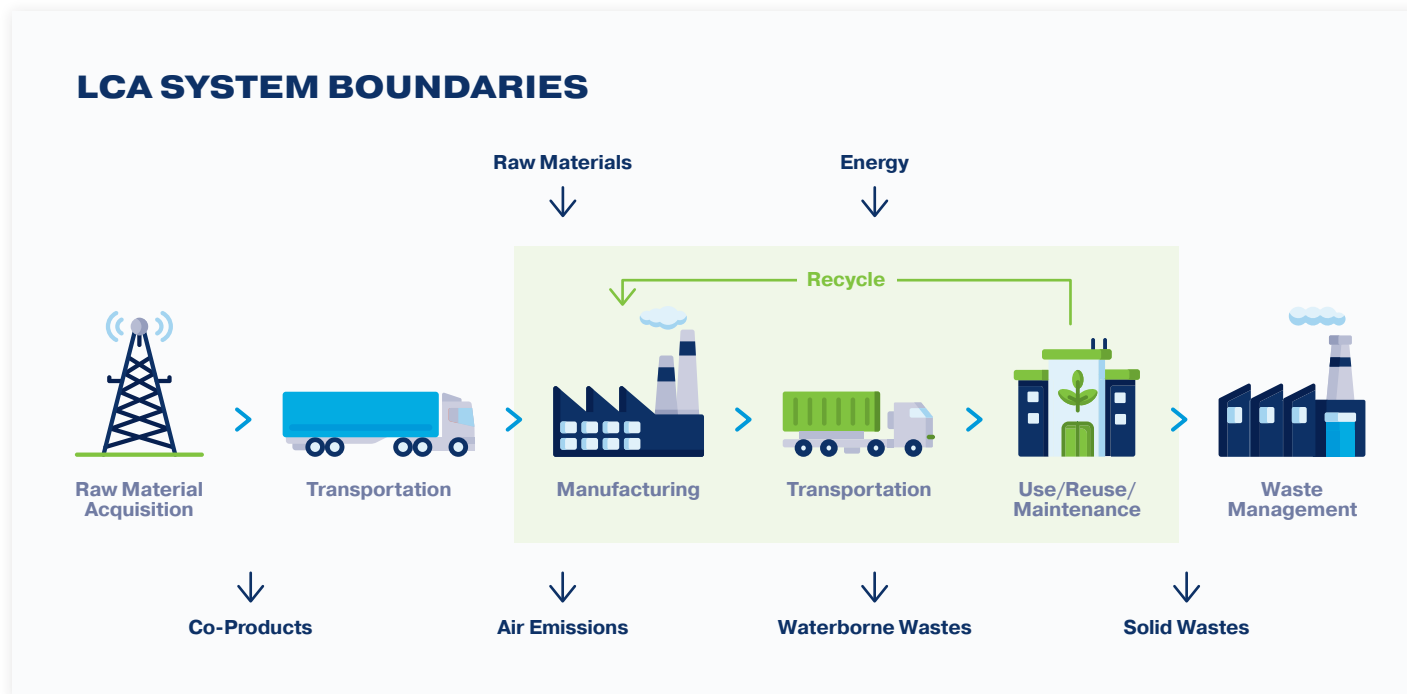 LCA SYSTEM BOUNDARIES
Raw Materials
Energy
Recycle
Raw Material
Acquisition
Transportation
Manufacturing
Transportation
Use/Reuse/
Maintenance
Waste
Management
Co-Products
Air Emissions
Waterborne Wastes
Solid Wastes